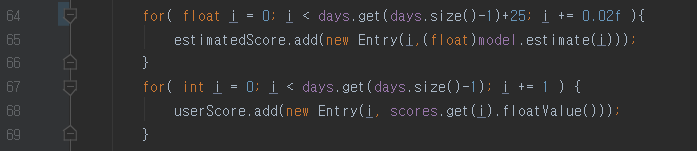 64 for( float i = 0; i < days.get(days.size()-1)+25; i += 0.02f ){
65 estimatedScore.add(new Entry(i,(float)model.estimate(i)));
66 }
67 for( int i = 0; i < days.get(days.size()-1); i += 1 ) {
68 userScore.add(new Entry(i, scores.get(i).floatValue()));
69 }